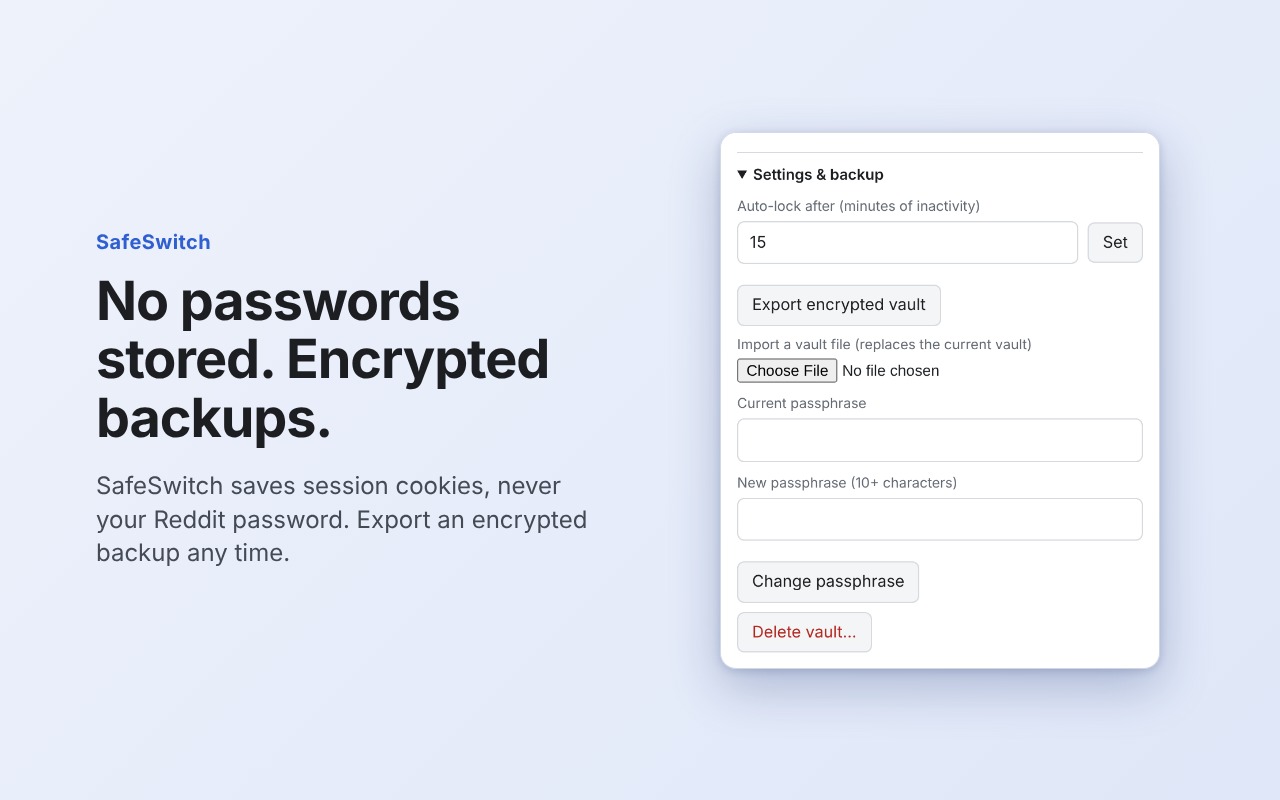 SafeSwitch
No passwords
stored. Encrypted
backups.
SafeSwitch saves session cookies, never
your Reddit password. Export an encrypted
backup any time.
▼ Settings & backup
Auto-lock after (minutes of inactivity)
15 Set
Export encrypted vault
Import a vault file (replaces the current vault)
Choose File No file chosen
Current passphrase
New passphrase (10+ characters)
Change passphrase
Delete vault...